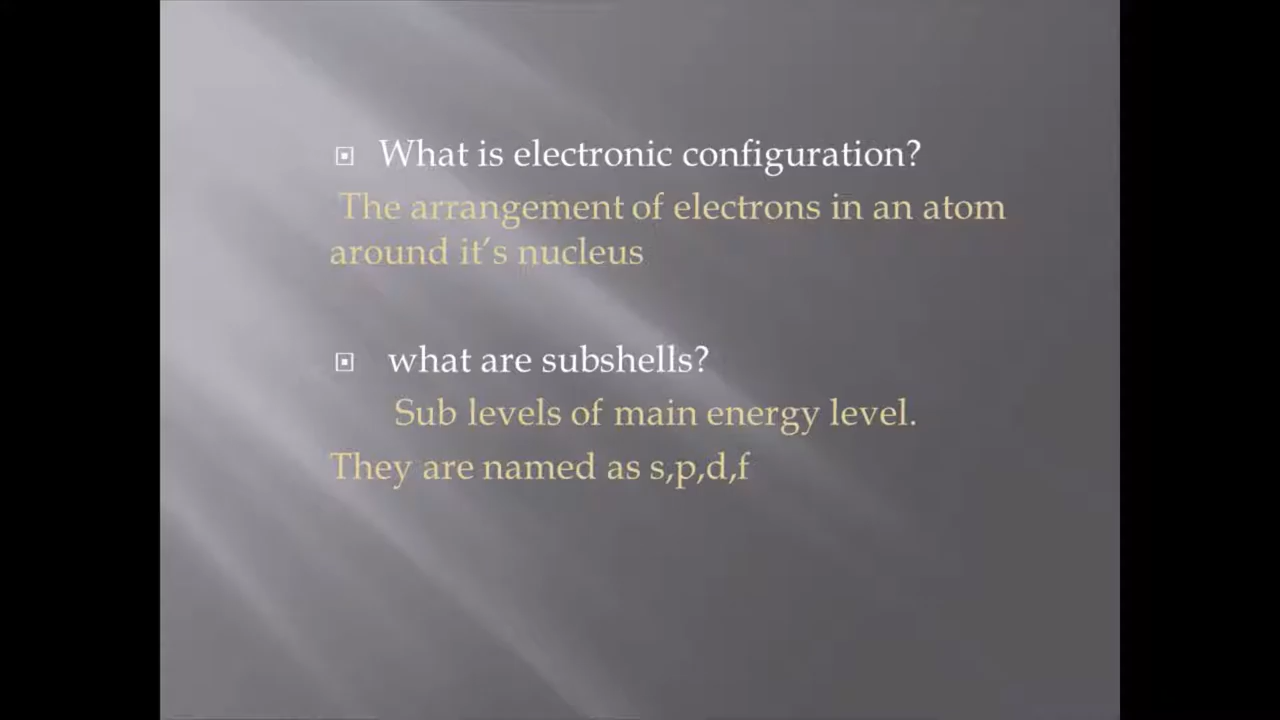 What is electronic configuration?
The arrangement of electrons in an atom
around it’s nucleus
what are subshells?
Sub levels of main energy level.
They are named as s,p,d,f